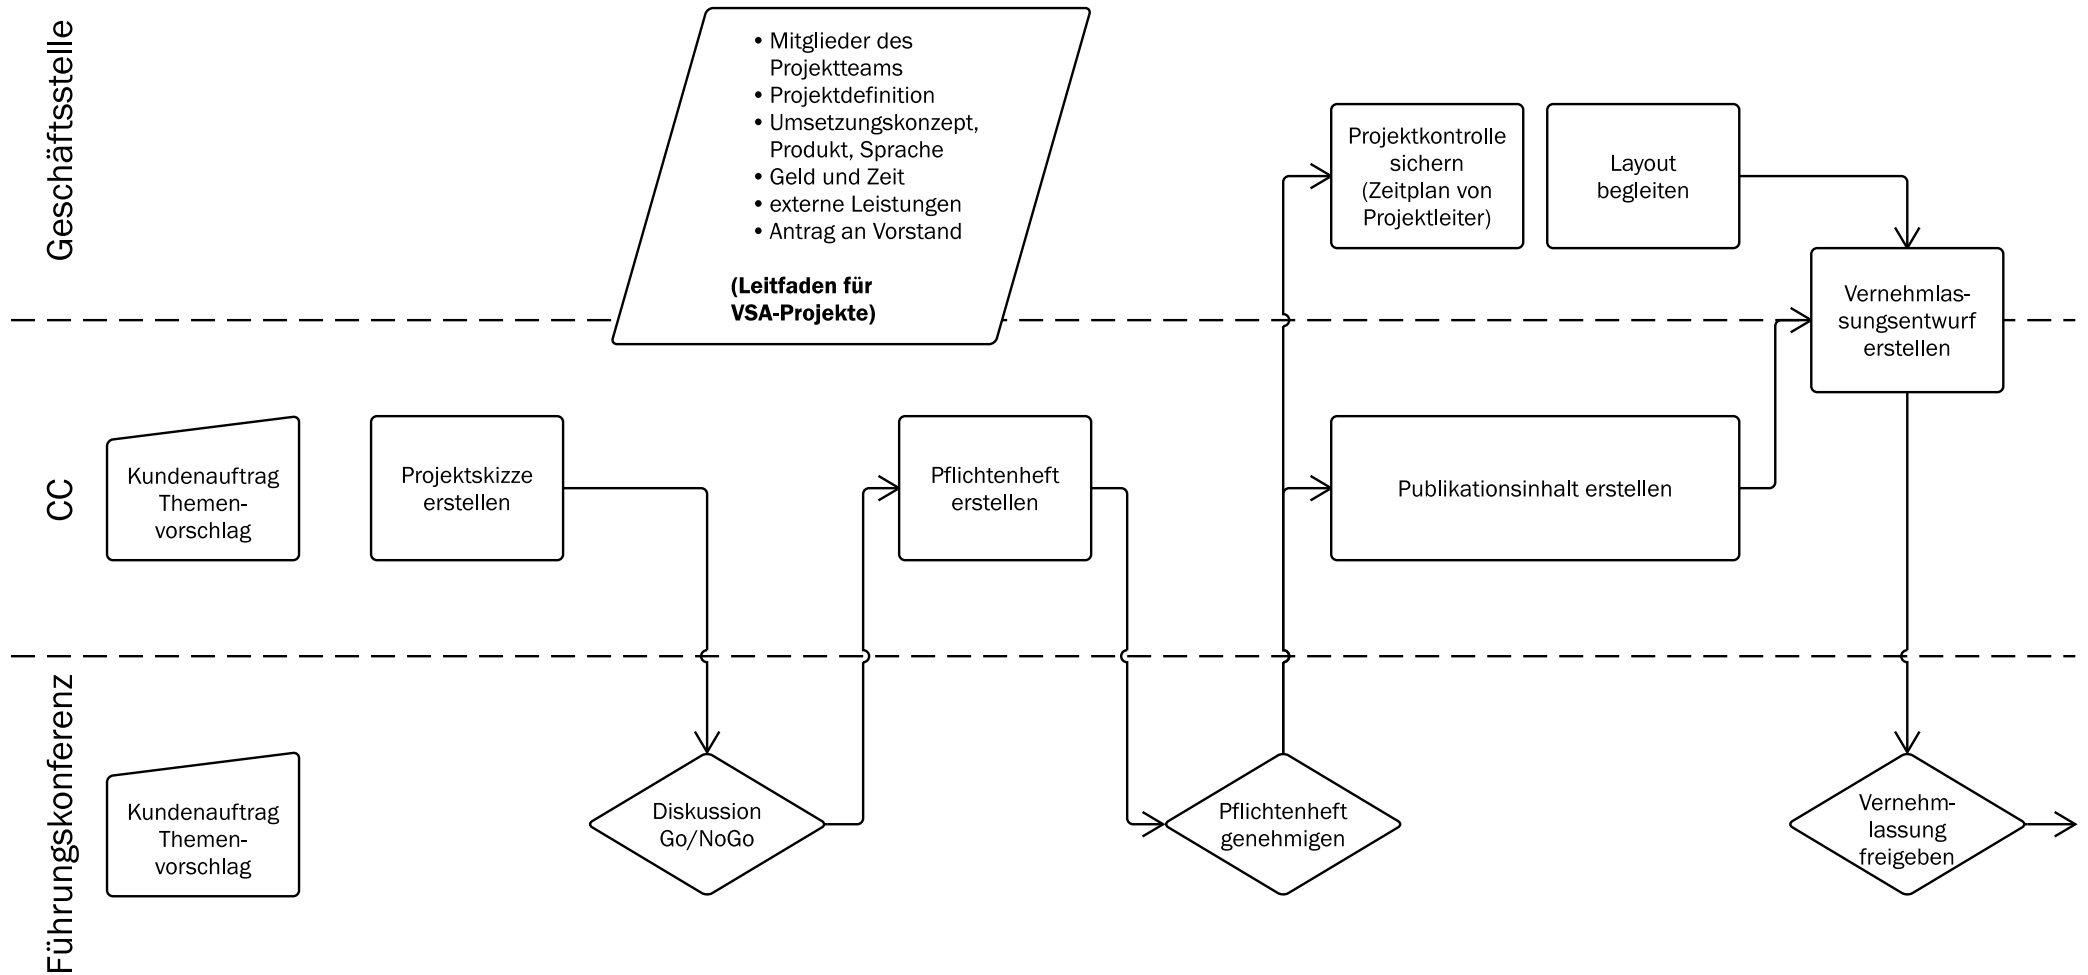 Geschäftsstelle
• Mitglieder des
Projektteams
• Projektdefinition
• Umsetzungskonzept,
Produkt, Sprache
• Geld und Zeit
• externe Leistungen
• Antrag an Vorstand
(Leitfaden für
VSA-Projekte)
Projektkontrolle
sichern
(Zeitplan von
Projektleiter)
Layout
begleiten
Vernehmlas-
sungsentwurf
erstellen
CC
Kundenauftrag
Themen-
vorschlag
Projektskizze
erstellen
Pflichtenheft
erstellen
Publikationsinhalt erstellen
Führungskonferenz
Kundenauftrag
Themen-
vorschlag
Diskussion
Go/NoGo
Pflichtenheft
genehmigen
Vernehm-
lassung
freigeben